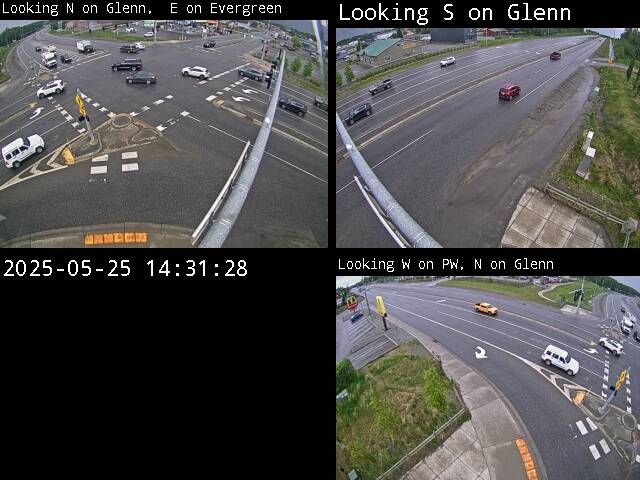 Looking N on Glenn,  E on Evergreen
Looking S on Glenn
2025-05-25 14:31:28
Looking W on PW, N on Glenn